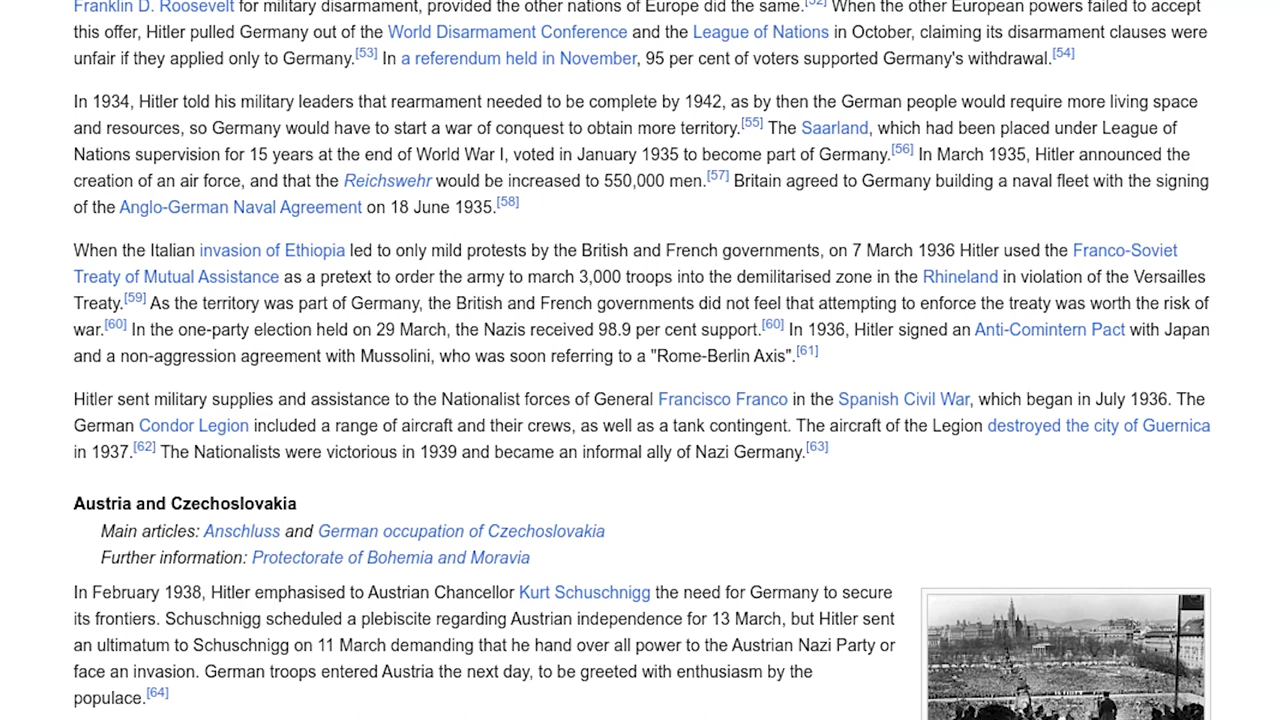 Franklin D. Roosevelt for military disarmament, provided the other nations of Europe did the same.[52] When the other European powers failed to accept
this offer, Hitler pulled Germany out of the World Disarmament Conference and the League of Nations in October, claiming its disarmament clauses were
unfair if they applied only to Germany.[53] In a referendum held in November, 95 per cent of voters supported Germany's withdrawal.[54]
In 1934, Hitler told his military leaders that rearmament needed to be complete by 1942, as by then the German people would require more living space
and resources, so Germany would have to start a war of conquest to obtain more territory.[55] The Saarland, which had been placed under League of
Nations supervision for 15 years at the end of World War I, voted in January 1935 to become part of Germany.[56] In March 1935, Hitler announced the
creation of an air force, and that the Reichswehr would be increased to 550,000 men.[57] Britain agreed to Germany building a naval fleet with the signing
of the Anglo-German Naval Agreement on 18 June 1935.[58]
When the Italian invasion of Ethiopia led to only mild protests by the British and French governments, on 7 March 1936 Hitler used the Franco-Soviet
Treaty of Mutual Assistance as a pretext to order the army to march 3,000 troops into the demilitarised zone in the Rhineland in violation of the Versailles
Treaty.[59] As the territory was part of Germany, the British and French governments did not feel that attempting to enforce the treaty was worth the risk of
war.[60] In the one-party election held on 29 March, the Nazis received 98.9 per cent support.[60] In 1936, Hitler signed an Anti-Comintern Pact with Japan
and a non-aggression agreement with Mussolini, who was soon referring to a "Rome-Berlin Axis".[61]
Hitler sent military supplies and assistance to the Nationalist forces of General Francisco Franco in the Spanish Civil War, which began in July 1936. The
German Condor Legion included a range of aircraft and their crews, as well as a tank contingent. The aircraft of the Legion destroyed the city of Guernica
in 1937.[62] The Nationalists were victorious in 1939 and became an informal ally of Nazi Germany.[63]
Austria and Czechoslovakia
Main articles: Anschluss and German occupation of Czechoslovakia
Further information: Protectorate of Bohemia and Moravia
In February 1938, Hitler emphasised to Austrian Chancellor Kurt Schuschnigg the need for Germany to secure
its frontiers. Schuschnigg scheduled a plebiscite regarding Austrian independence for 13 March, but Hitler sent
an ultimatum to Schuschnigg on 11 March demanding that he hand over all power to the Austrian Nazi Party or
face an invasion. German troops entered Austria the next day, to be greeted with enthusiasm by the
populace.[64]